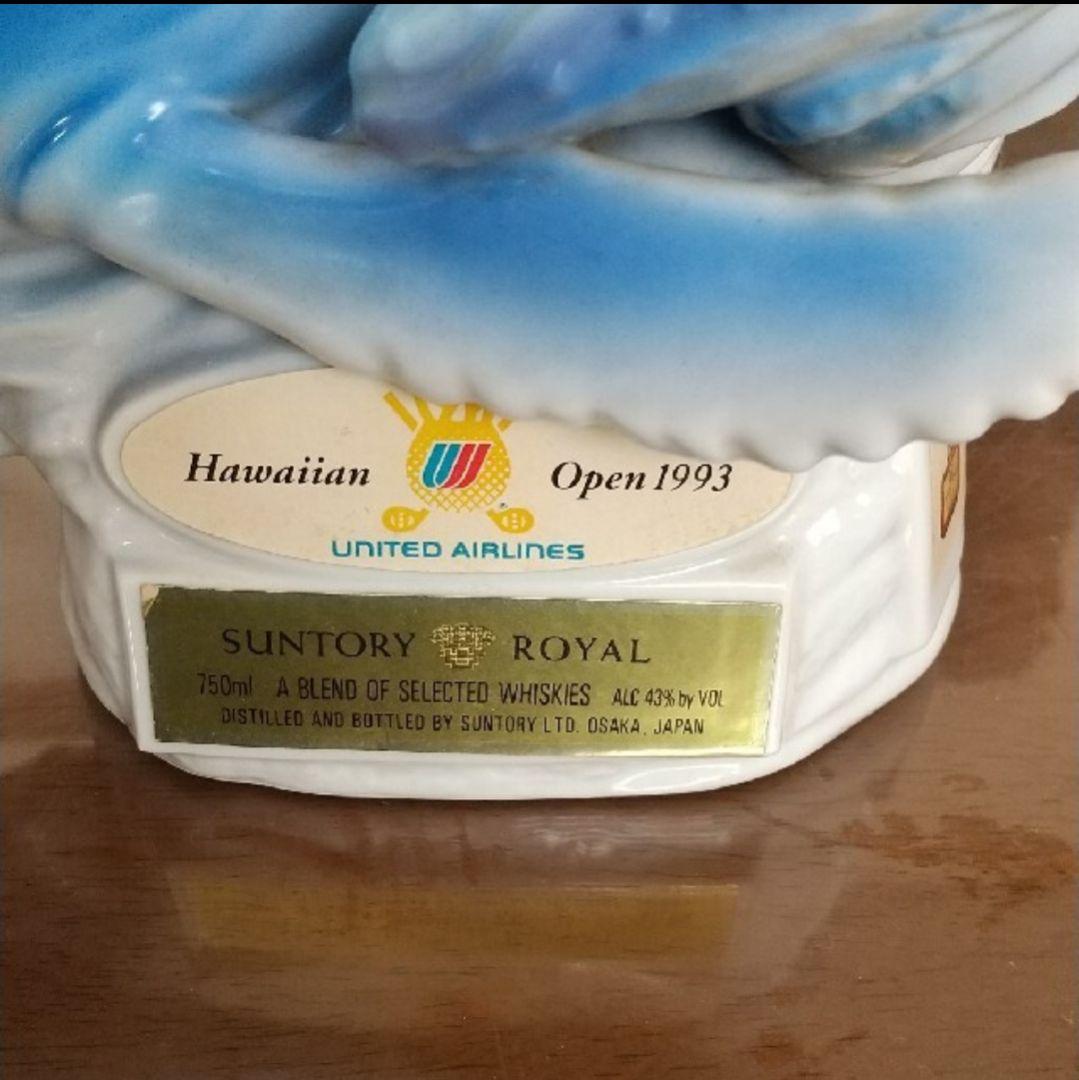 Hawaiian Open 1993
UNITED AIRLINES
SUNTORY ROYAL
750ml A BLEND OF SELECTED WHISKIES ALC 43% by VOL
DISTILLED AND BOTTLED BY SUNTORY LTD. OSAKA, JAPAN